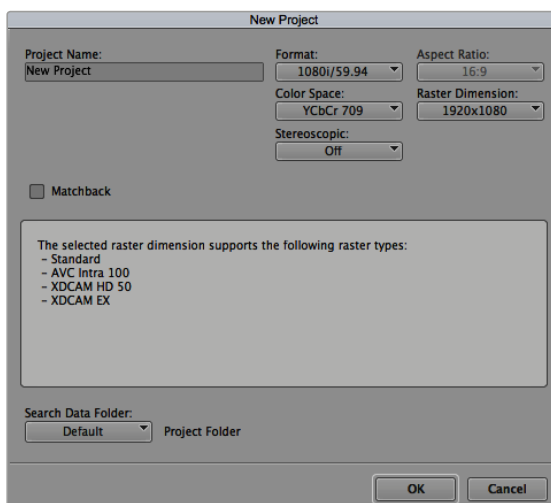 New Project
Project Name:
New Project
Format:
1080i/59.94
Aspect Ratio:
16:9
Color Space:
YCbCr 709
Raster Dimension:
1920x1080
Stereoscopic:
Off
Matchback
The selected raster dimension supports the following raster types:
– Standard
– AVC Intra 100
– XDCAM HD 50
– XDCAM EX
Search Data Folder:
Default
Project Folder
OK
Cancel